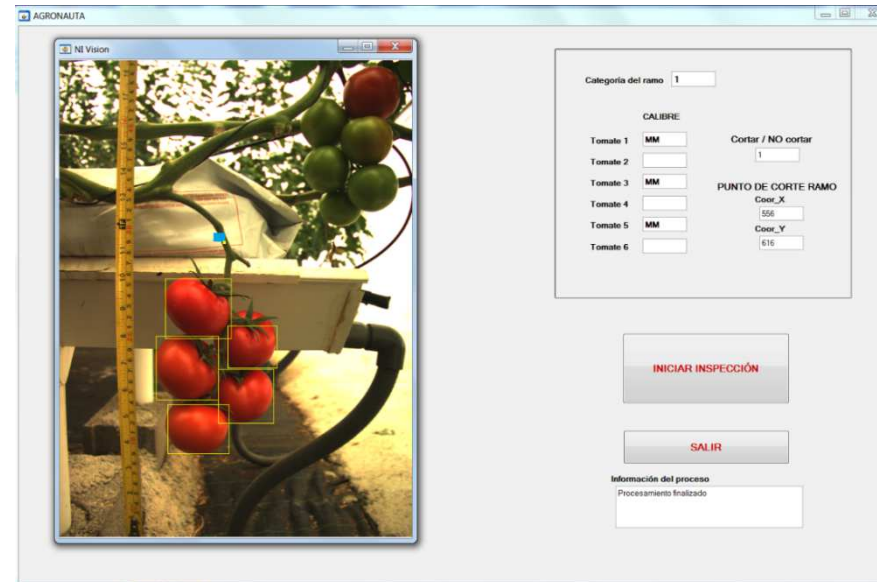 AGRONAUTA
NI Vision
Categoría del ramo 1
CALIBRE
Tomate 1 MM
Cortar / NO cortar
1
Tomate 2
Tomate 3 MM
PUNTO DE CORTE RAMO
Coor_X
556
Tomate 4
Tomate 5 MM
Coor_Y
616
Tomate 6
INICIAR INSPECCIÓN
SALIR
Información del proceso
Procesamiento finalizado